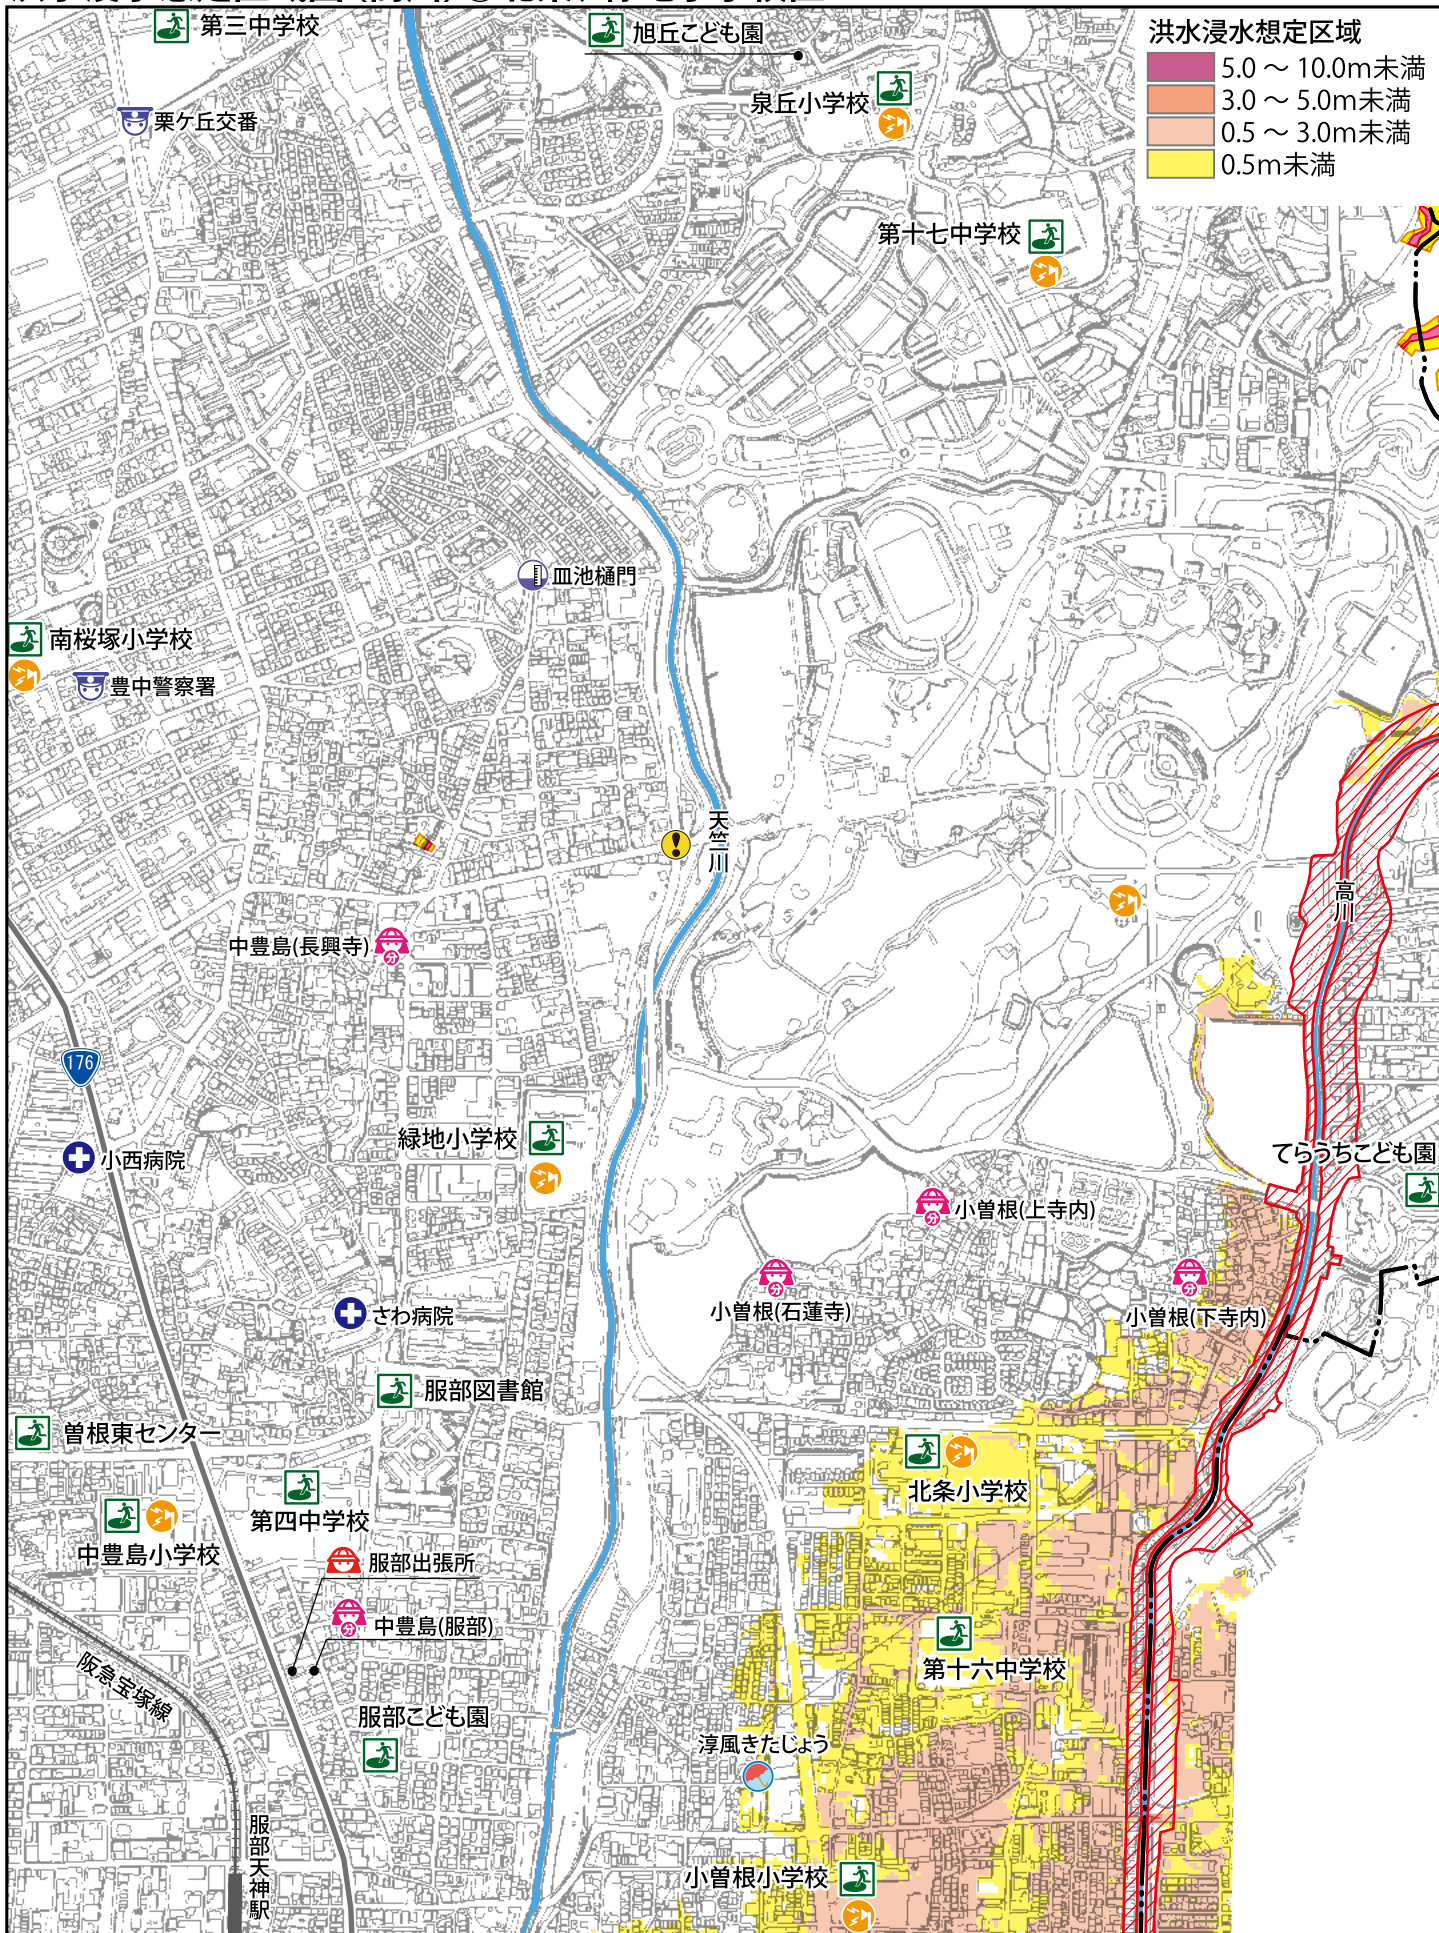 第三中学校
旭丘こども園
洪水浸水想定区域
5.0 ～ 10.0m未満
3.0 ～ 5.0m未満
0.5 ～ 3.0m未満
0.5m未満
泉丘小学校
栗ケ丘交番
第十七中学校
皿池樋門
南桜塚小学校
豊中警察署
天竺川
高川
中豊島(長興寺)
分
176
緑地小学校
小西病院
てらうちこども園
小曽根(上寺内)
分
小曽根(石蓮寺)
分
小曽根(下寺内)
分
さわ病院
服部図書館
曽根東センター
北条小学校
第四中学校
中豊島小学校
服部出張所
中豊島(服部)
分
第十六中学校
阪急宝塚線
服部こども園
淳風きたじょう
服部天神駅
小曽根小学校